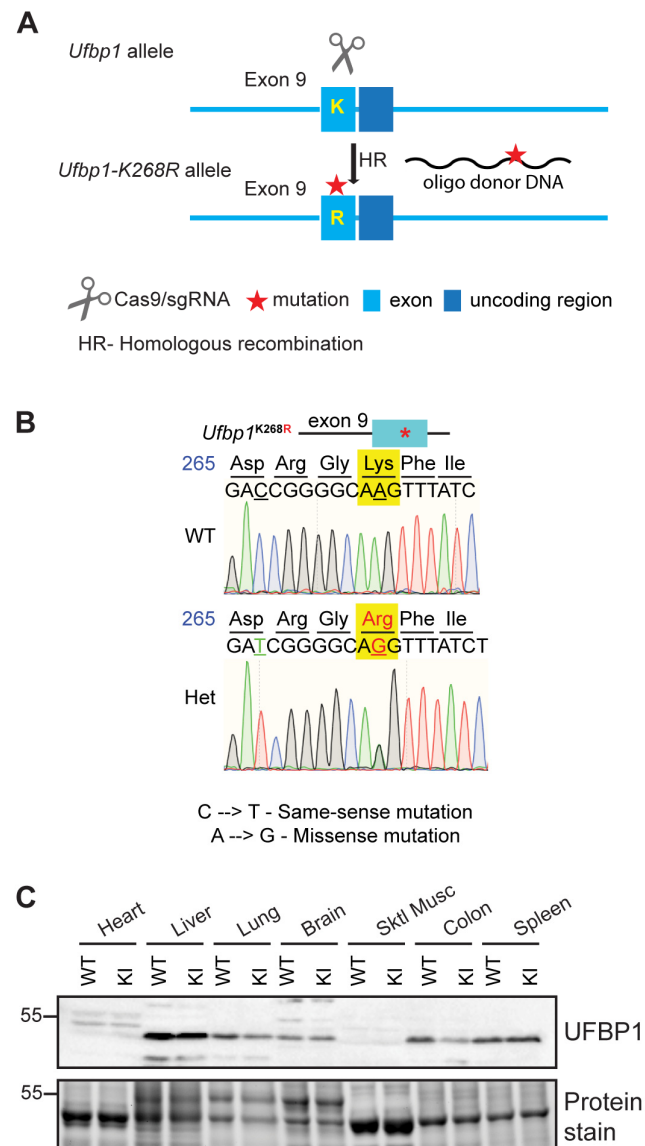 A
Ufbp1 allele
Exon 9
K
HR
Ufbp1-K268R allele
Exon 9
oligo donor DNA
R
Cas9/sgRNA mutation exon uncoding region
HR- Homologous recombination
B
Ufbp1K268R exon 9 *
265 Asp Arg Gly Lys Phe Ile
GACCGGGGCAAGTTTATC
WT
265 Asp Arg Gly Arg Phe Ile
GATCGGGGCAGGTTTATCT
Het
C --> T - Same-sense mutation
A --> G - Missense mutation
C
Heart Liver Lung Brain Sktl Musc Colon Spleen
WT KI WT KI WT KI WT KI WT KI WT KI WT KI
55
UFBP1
55
Protein
stain